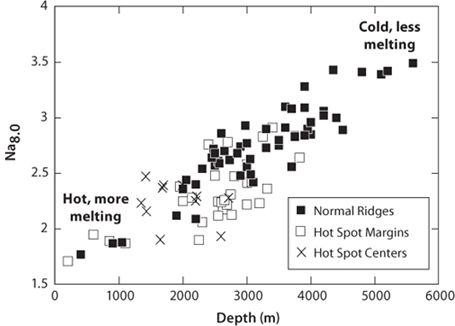 4
3.5
3
2.5
2
1.5
Na8.0
Cold, less
melting
Hot, more
melting
Normal Ridges
Hot Spot Margins
Hot Spot Centers
0
1000
2000
3000
4000
5000
6000
Depth (m)